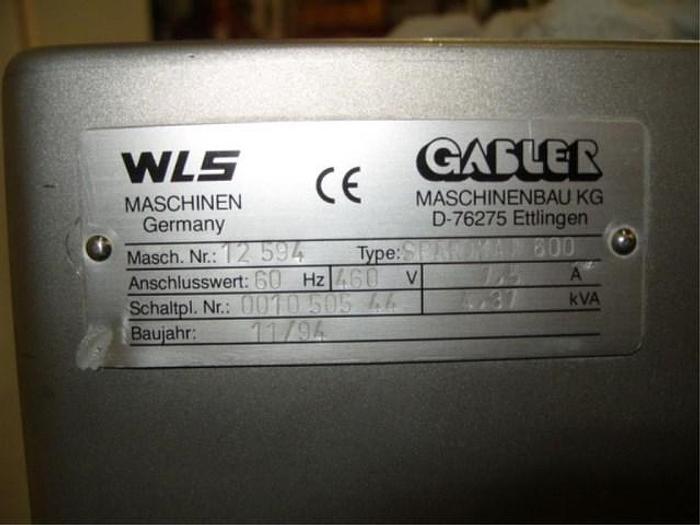 WLS
MASCHINEN
Germany
CE
GABLER
MASCHINENBAU KG
D-76275 Ettlingen
Masch. Nr.: 12 594 Type: 600
Anschlusswert: 60 Hz 460 V A
Schaltpl. Nr.: 0010 505 44 kVA
Baujahr: 11/94